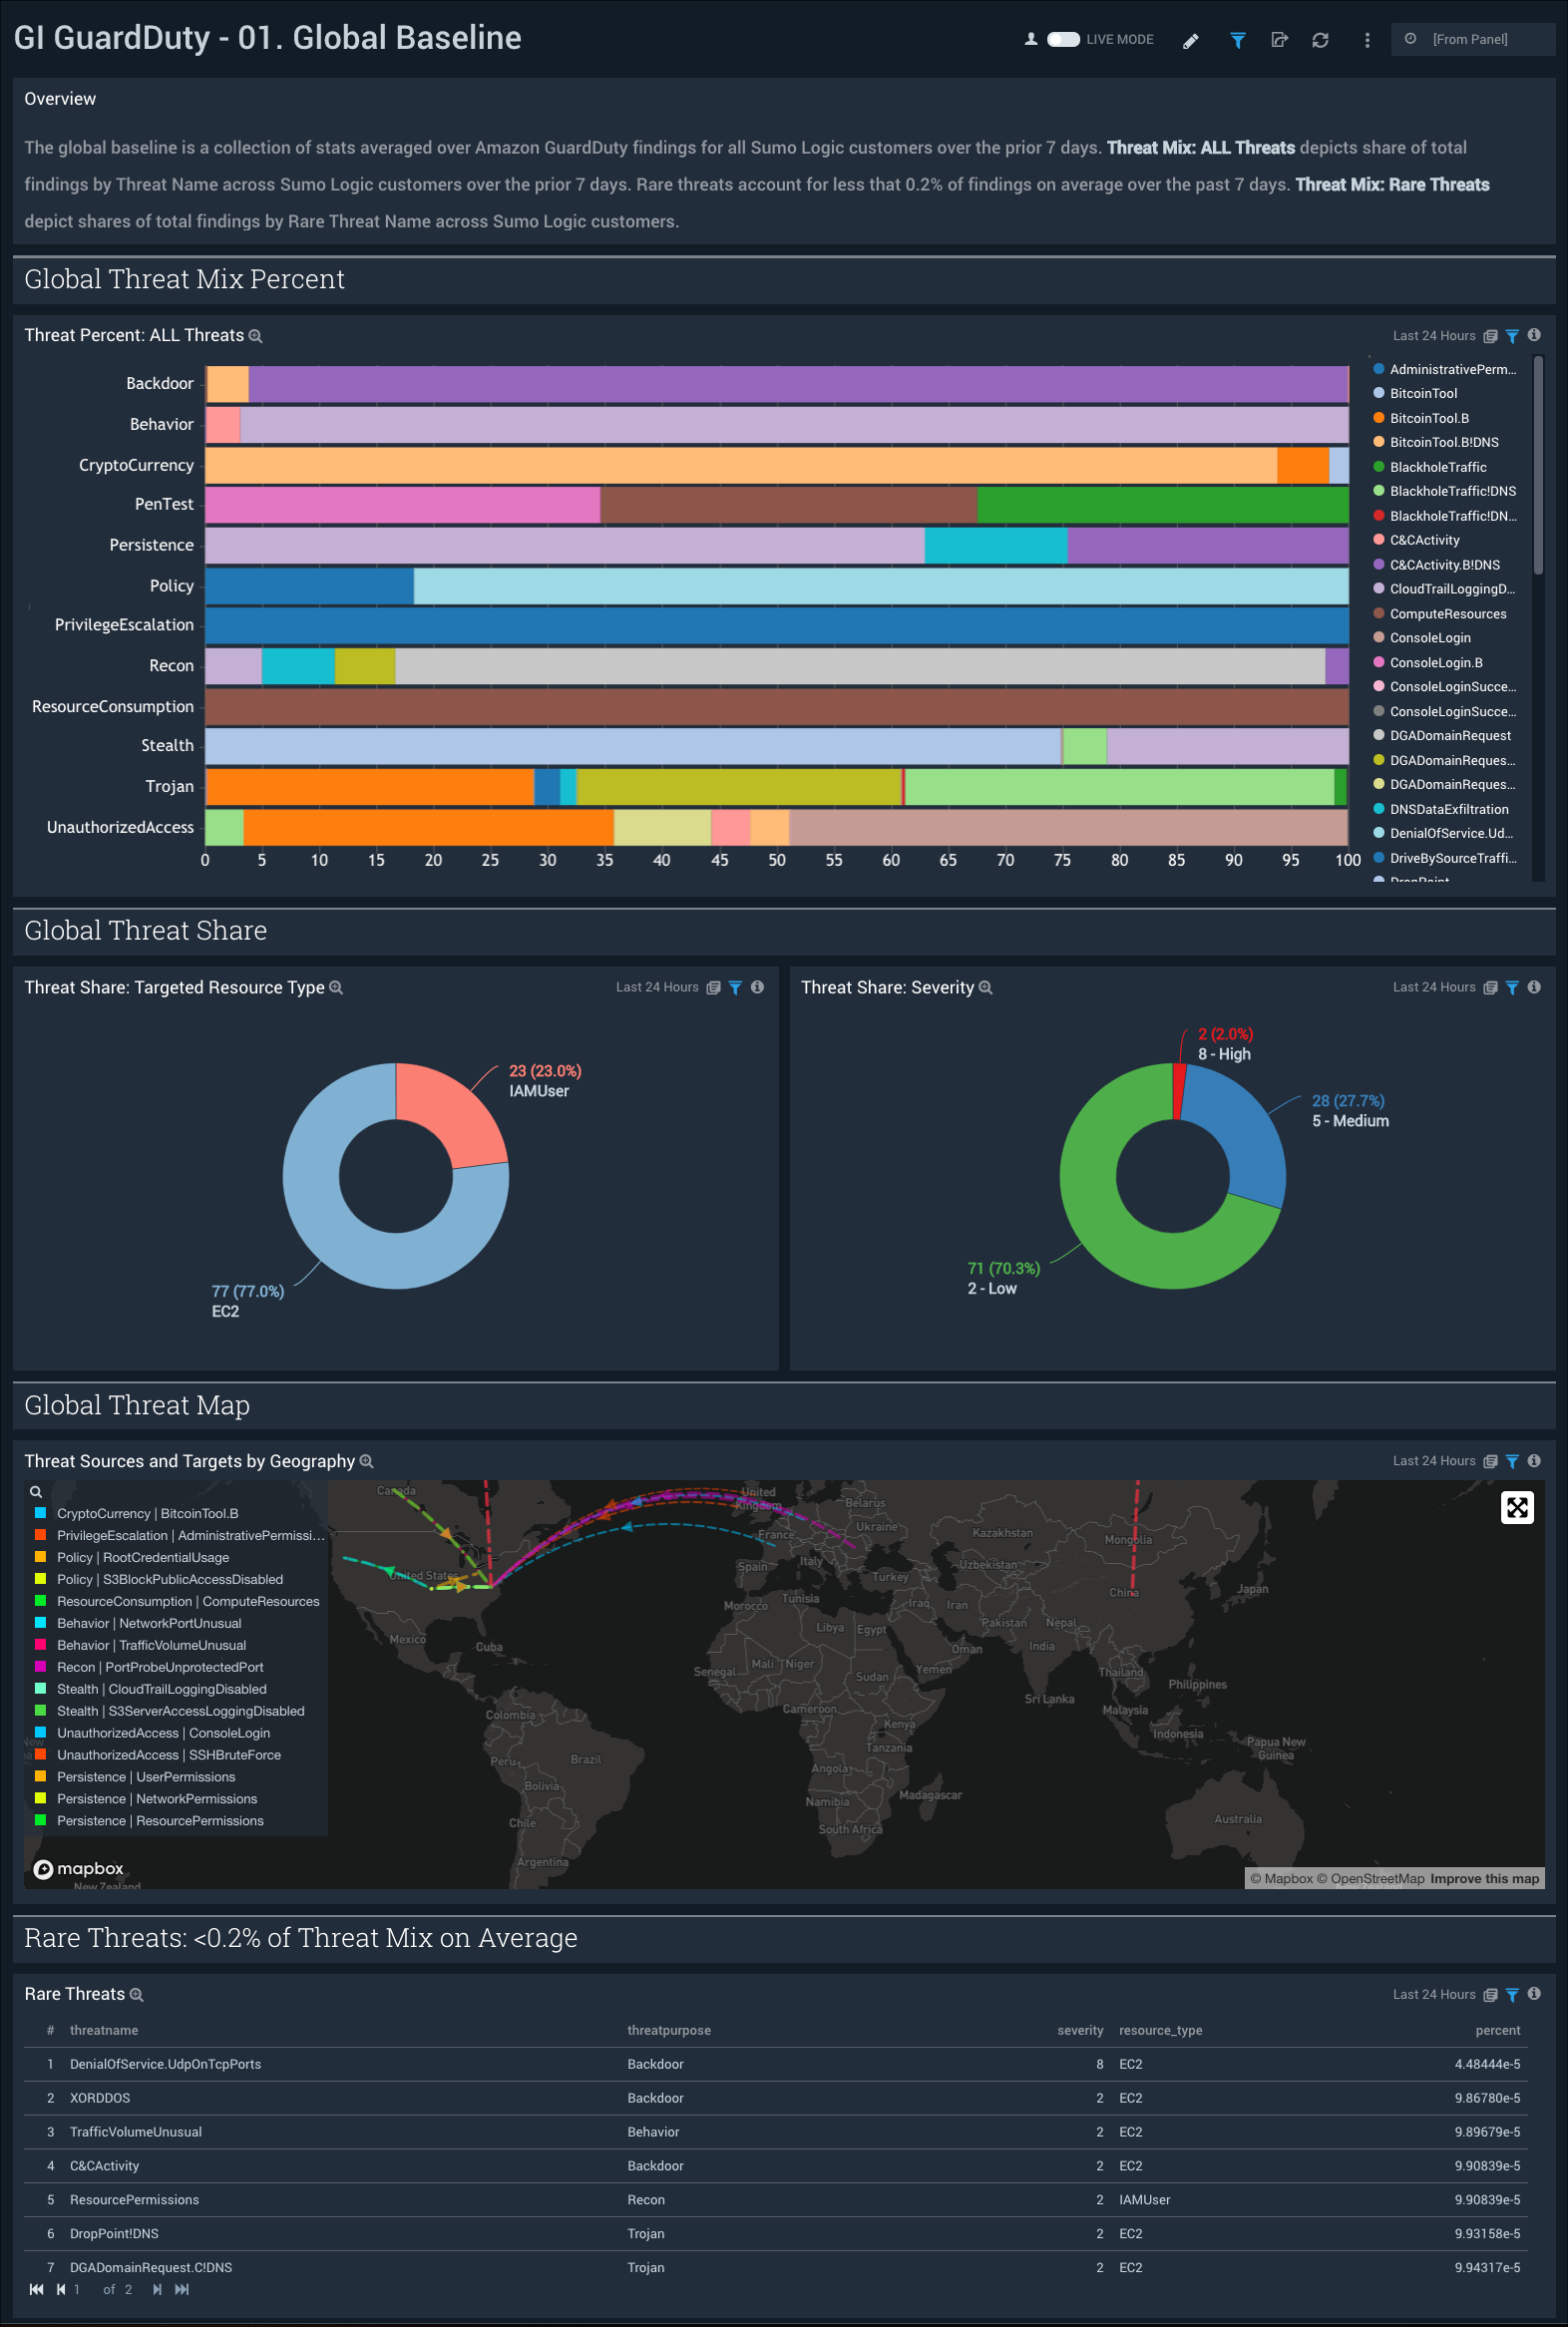 GI GuardDuty - 01. Global Baseline
LIVE MODE
[From Panel]
Overview
The global baseline is a collection of stats averaged over Amazon GuardDuty findings for all Sumo Logic customers over the prior 7 days. Threat Mix: ALL Threats depicts share of total
findings by Threat Name across Sumo Logic customers over the prior 7 days. Rare threats account for less that 0.2% of findings on average over the past 7 days. Threat Mix: Rare Threats
depict shares of total findings by Rare Threat Name across Sumo Logic customers.
Global Threat Mix Percent
Threat Percent: ALL Threats
Last 24 Hours
Backdoor
Behavior
CryptoCurrency
PenTest
Persistence
Policy
PrivilegeEscalation
Recon
ResourceConsumption
Stealth
Trojan
UnauthorizedAccess
0 5 10 15 20 25 30 35 40 45 50 55 60 65 70 75 80 85 90 95 100
AdministrativePerm...
BitcoinTool
BitcoinTool.B
BitcoinTool.B!DNS
BlackholeTraffic
BlackholeTraffic!DNS
BlackholeTraffic!DN...
C&CActivity
C&CActivity.B!DNS
CloudTrailLoggingD...
ComputeResources
ConsoleLogin
ConsoleLogin.B
ConsoleLoginSucce...
ConsoleLoginSucce...
DGADomainRequest
DGADomainReques...
DGADomainReques...
DNSDataExfiltration
DenialOfService.Ud...
DriveBySourceTraffi...
DropPoint
Global Threat Share
Threat Share: Targeted Resource Type
Last 24 Hours
23 (23.0%)
IAMUser
77 (77.0%)
EC2
Threat Share: Severity
Last 24 Hours
2 (2.0%)
8 - High
28 (27.7%)
5 - Medium
71 (70.3%)
2 - Low
Global Threat Map
Threat Sources and Targets by Geography
Last 24 Hours
CryptoCurrency | BitcoinTool.B
PrivilegeEscalation | AdministrativePermissi...
Policy | RootCredentialUsage
Policy | S3BlockPublicAccessDisabled
ResourceConsumption | ComputeResources
Behavior | NetworkPortUnusual
Behavior | TrafficVolumeUnusual
Recon | PortProbeUnprotectedPort
Stealth | CloudTrailLoggingDisabled
Stealth | S3ServerAccessLoggingDisabled
UnauthorizedAccess | ConsoleLogin
UnauthorizedAccess | SSHBruteForce
Persistence | UserPermissions
Persistence | NetworkPermissions
Persistence | ResourcePermissions
Canada
United States
Mexico
Cuba
Colombia
Peru
Brazil
Bolivia
Chile
Argentina
United
Kingdom
Belarus
Ukraine
France
Spain
Italy
Turkey
Kazakhstan
Uzbekistan
Mongolia
China
Japan
Morocco
Tunisia
Libya
Egypt
Iraq
Iran
Pakistan
Nepal
India
Oman
Yemen
Senegal
Mali
Niger
Sudan
Cameroon
Kenya
Tanzania
Angola
Namibia
Madagascar
South Africa
Sri Lanka
Thailand
Philippines
Malaysia
Indonesia
Papua New
Guinea
Australia
New Zealand
mapbox
© Mapbox © OpenStreetMap Improve this map
Rare Threats: <0.2% of Threat Mix on Average
Rare Threats
Last 24 Hours
# threatname threatpurpose severity resource_type percent
1 DenialOfService.UdpOnTcpPorts Backdoor 8 EC2 4.48444e-5
2 XORDDOS Backdoor 2 EC2 9.86780e-5
3 TrafficVolumeUnusual Behavior 2 EC2 9.89679e-5
4 C&CActivity Backdoor 2 EC2 9.90839e-5
5 ResourcePermissions Recon 2 IAMUser 9.90839e-5
6 DropPoint!DNS Trojan 2 EC2 9.93158e-5
7 DGADomainRequest.C!DNS Trojan 2 EC2 9.94317e-5
1 of 2